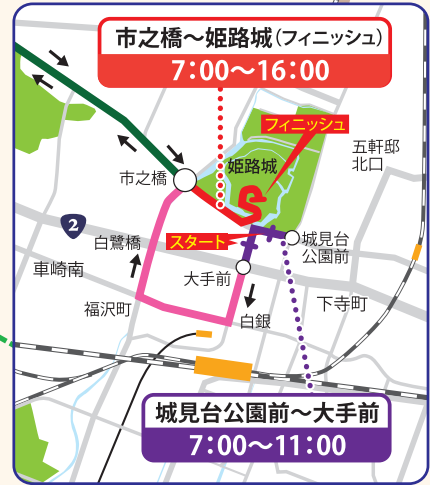 市之橋～姫路城(フィニッシュ)
7:00～16:00
フィニッシュ
五軒邸
北口
姫路城
市之橋
2
白鷺橋
スタート
城見台
公園前
車崎南
大手前
下寺町
福沢町
白銀
城見台公園前～大手前
7:00～11:00